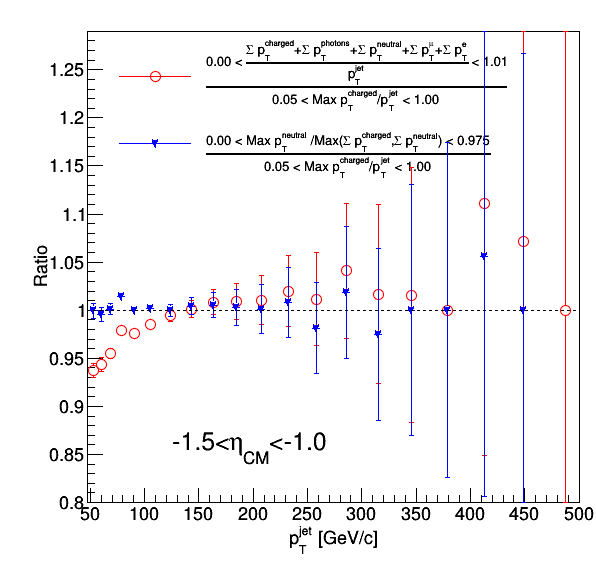 0.00 < Σ p_T^charged+Σ p_T^photons+Σ p_T^neutral+Σ p_T^μ+Σ p_T^e < 1.01
p_T^jet
0.05 < Max p_T^charged/p_T^jet < 1.00
0.00 < Max p_T^neutral /Max(Σ p_T^charged,Σ p_T^neutral) < 0.975
0.05 < Max p_T^charged/p_T^jet < 1.00
1.25
1.2
1.15
1.1
1.05
1
0.95
0.9
0.85
0.8
Ratio
-1.5<η_CM<-1.0
50 100 150 200 250 300 350 400 450 500
p_T^jet [GeV/c]